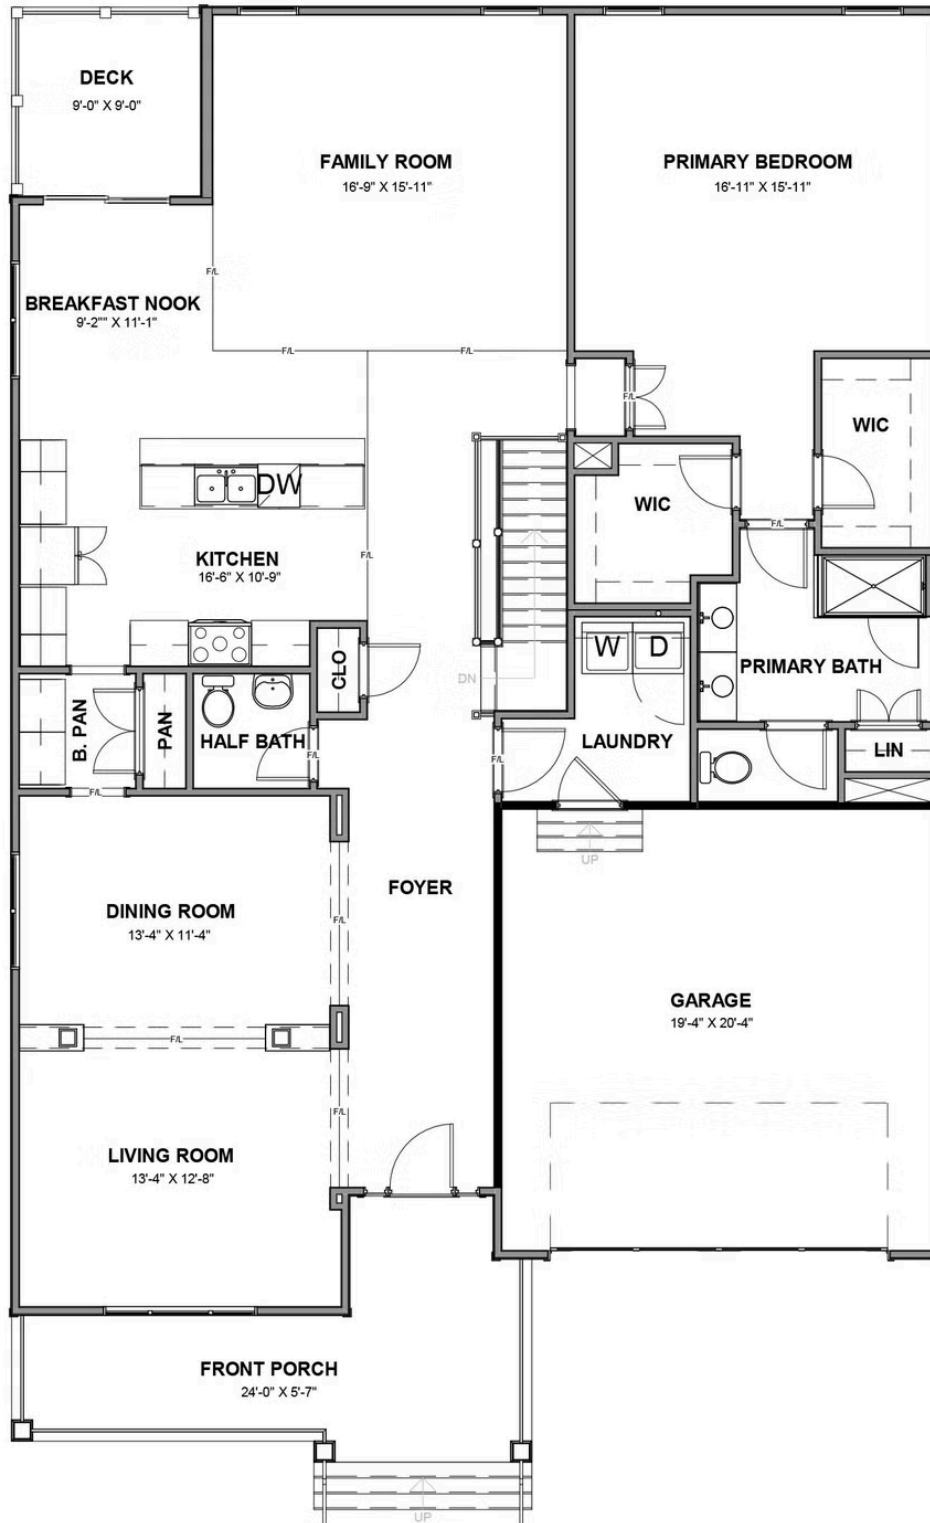 DECK
9'-0" X 9'-0"
FAMILY ROOM
16'-9" X 15'-11"
PRIMARY BEDROOM
16'-11" X 15'-11"
F/L
BREAKFAST NOOK
9'-2"" X 11'-1"
F/L
F/L
F/L
WIC
WIC
DW
F/L
KITCHEN
16'-6" X 10'-9"
F/L
W
D
CLO
DN
PRIMARY BATH
B. PAN
PAN
HALF BATH
F/L
F/L
LAUNDRY
LIN
F/L
UP
FOYER
DINING ROOM
13'-4" X 11'-4"
F/L
GARAGE
19'-4" X 20'-4"
F/L
F/L
LIVING ROOM
13'-4" X 12'-8"
FRONT PORCH
24'-0" X 5'-7"
UP